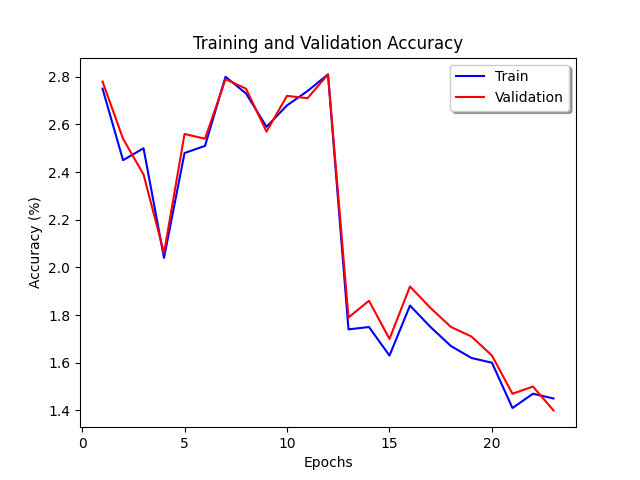 Training and Validation Accuracy
Train
Validation
2.8
2.6
2.4
2.2
2.0
1.8
1.6
1.4
Accuracy (%)
0 5 10 15 20
Epochs